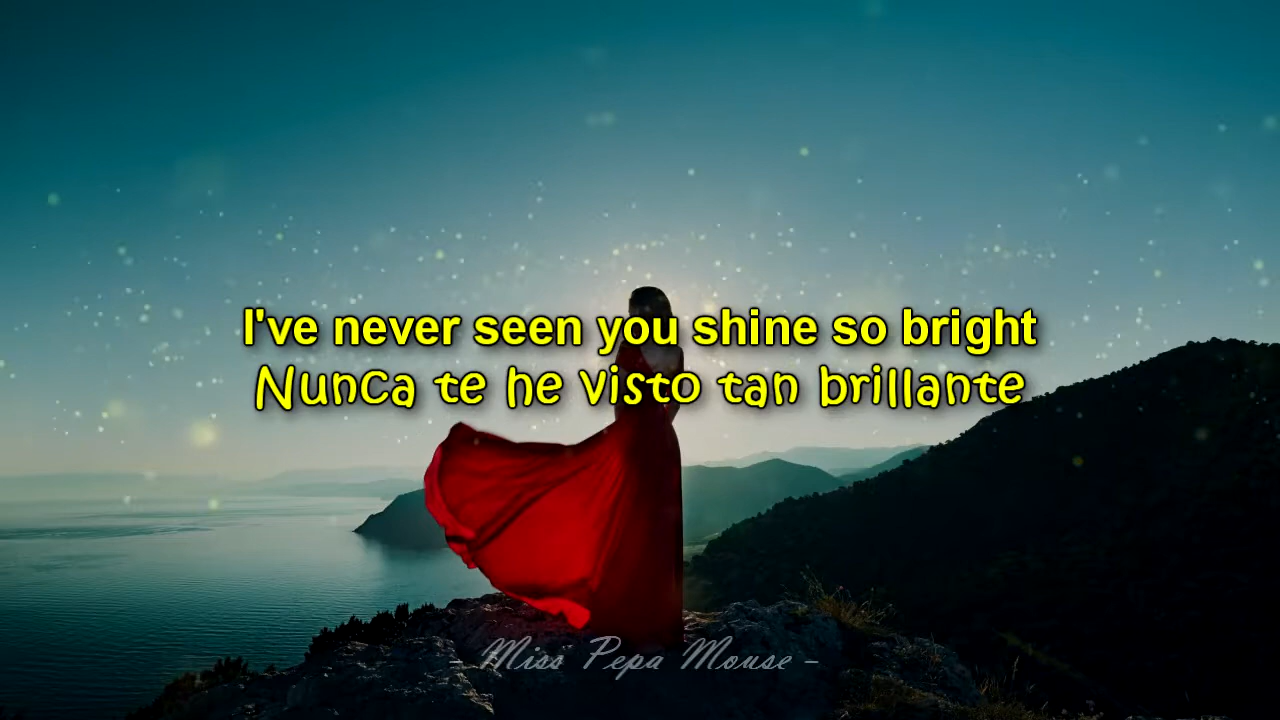 I've never seen you shine so bright
Nunca te he visto tan brillante
- Miss Pepa Mouse -